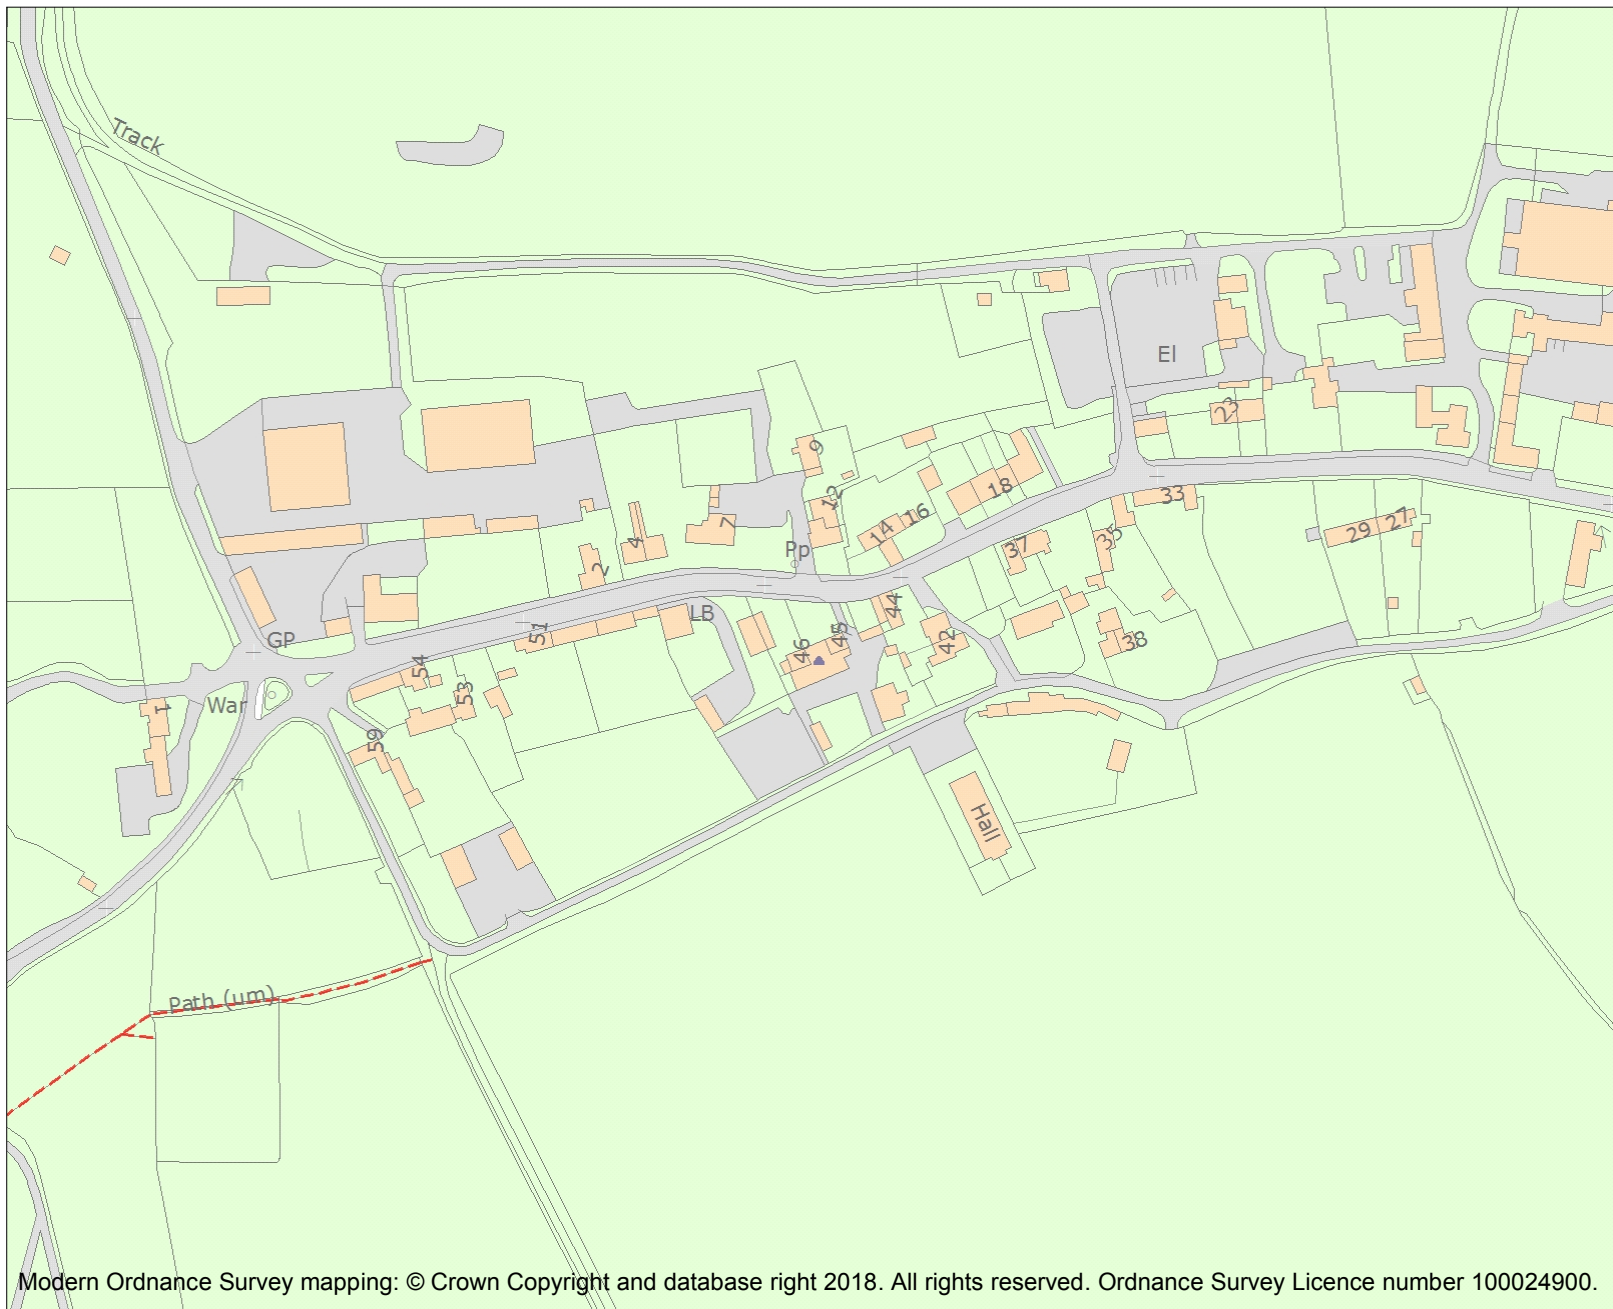 Track
El
23
9
12
18
33
7
14
16
29
27
4
37
35
Pp
2
LB
44
GP
51
45
42
38
46
54
53
War
1
59
Hall
Path (um)
Modern Ordnance Survey mapping: © Crown Copyright and database right 2018. All rights reserved. Ordnance Survey Licence number 100024900.